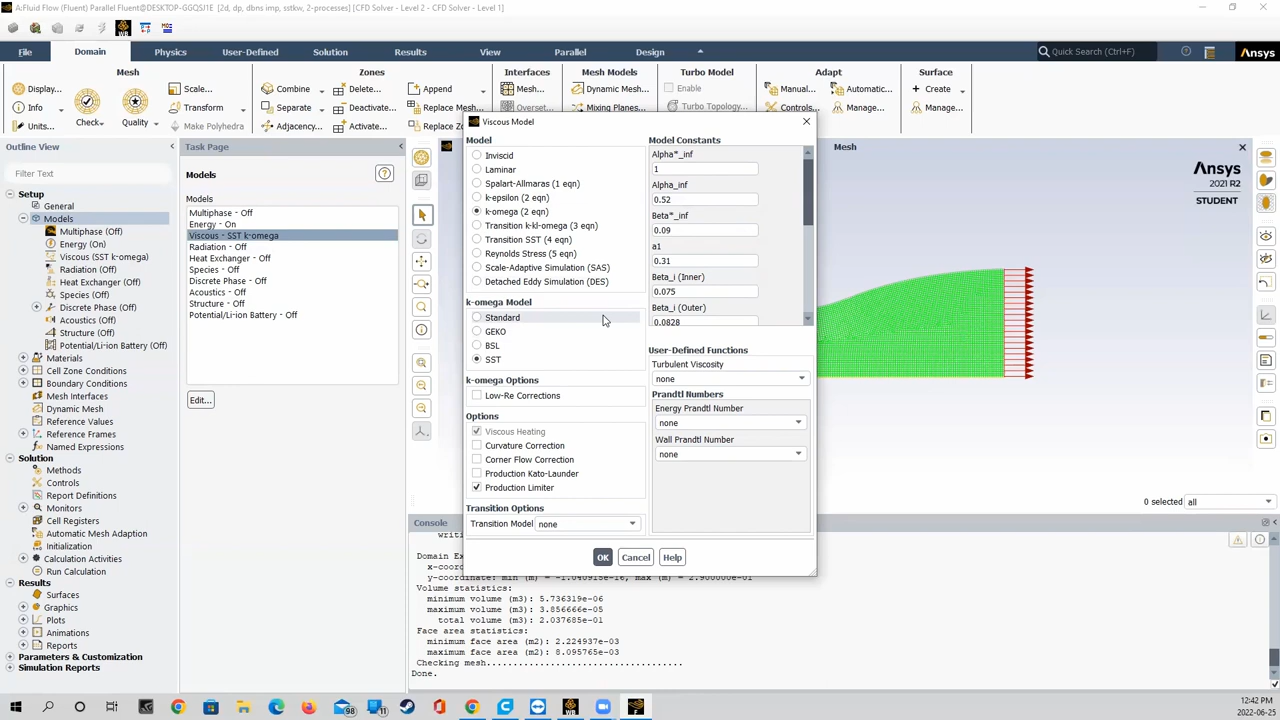 A:Fluid Flow (Fluent) Parallel Fluent@DESKTOP-GGQSJ1E [2d, dp, dbns imp, sstkw, 2-processes] [CFD Solver - Level 2 - CFD Solver - Level 1]
File Domain Physics User-Defined Solution Results View Parallel Design Quick Search (Ctrl+F) Ansys
Mesh Zones Interfaces Mesh Models Turbo Model Adapt Surface
Display... Scale... Combine Delete... Append Mesh... Dynamic Mesh... Enable Manual... Automatic... Create
Info Check Quality Transform Separate Deactivate... Replace Mesh... Overset... Mixing Planes... Turbo Topology... Controls... Manage... Manage...
Units... Make Polyhedra Adjacency... Activate... Replace Zo
Outline View
Filter Text
Setup
General
Models
Multiphase (Off)
Energy (On)
Viscous (SST k-omega)
Radiation (Off)
Heat Exchanger (Off)
Species (Off)
Discrete Phase (Off)
Acoustics (Off)
Structure (Off)
Potential/Li-ion Battery (Off)
Materials
Cell Zone Conditions
Boundary Conditions
Mesh Interfaces
Dynamic Mesh
Reference Values
Reference Frames
Named Expressions
Solution
Methods
Controls
Report Definitions
Monitors
Cell Registers
Automatic Mesh Adaption
Initialization
Calculation Activities
Run Calculation
Results
Surfaces
Graphics
Plots
Animations
Reports
Parameters & Customization
Simulation Reports
Task Page
Models
Models
Multiphase - Off
Energy - On
Viscous - SST k-omega
Radiation - Off
Heat Exchanger - Off
Species - Off
Discrete Phase - Off
Acoustics - Off
Structure - Off
Potential/Li-ion Battery - Off
Edit...
Viscous Model
Model
Inviscid
Laminar
Spalart-Allmaras (1 eqn)
k-epsilon (2 eqn)
k-omega (2 eqn)
Transition k-kl-omega (3 eqn)
Transition SST (4 eqn)
Reynolds Stress (5 eqn)
Scale-Adaptive Simulation (SAS)
Detached Eddy Simulation (DES)
k-omega Model
Standard
GEKO
BSL
SST
k-omega Options
Low-Re Corrections
Options
Viscous Heating
Curvature Correction
Corner Flow Correction
Production Kato-Launder
Production Limiter
Transition Options
Transition Model none
Model Constants
Alpha*_inf
1
Alpha_inf
0.52
Beta*_inf
0.09
a1
0.31
Beta_i (Inner)
0.075
Beta_i (Outer)
0.0828
User-Defined Functions
Turbulent Viscosity
none
Prandtl Numbers
Energy Prandtl Number
none
Wall Prandtl Number
none
OK Cancel Help
Mesh
Ansys
2021 R2
STUDENT
0 selected all
Console
writi
Domain Ex
x-coor
y-coordinate: min (m) = -1.040915e-16, max (m) = 2.900000e-01
Volume statistics:
minimum volume (m3): 5.736319e-06
maximum volume (m3): 3.856666e-05
total volume (m3): 2.037685e-01
Face area statistics:
minimum face area (m2): 2.224937e-03
maximum face area (m2): 8.095765e-03
Checking mesh.....................................
Done.
98
11
12:42 PM
2022-06-25